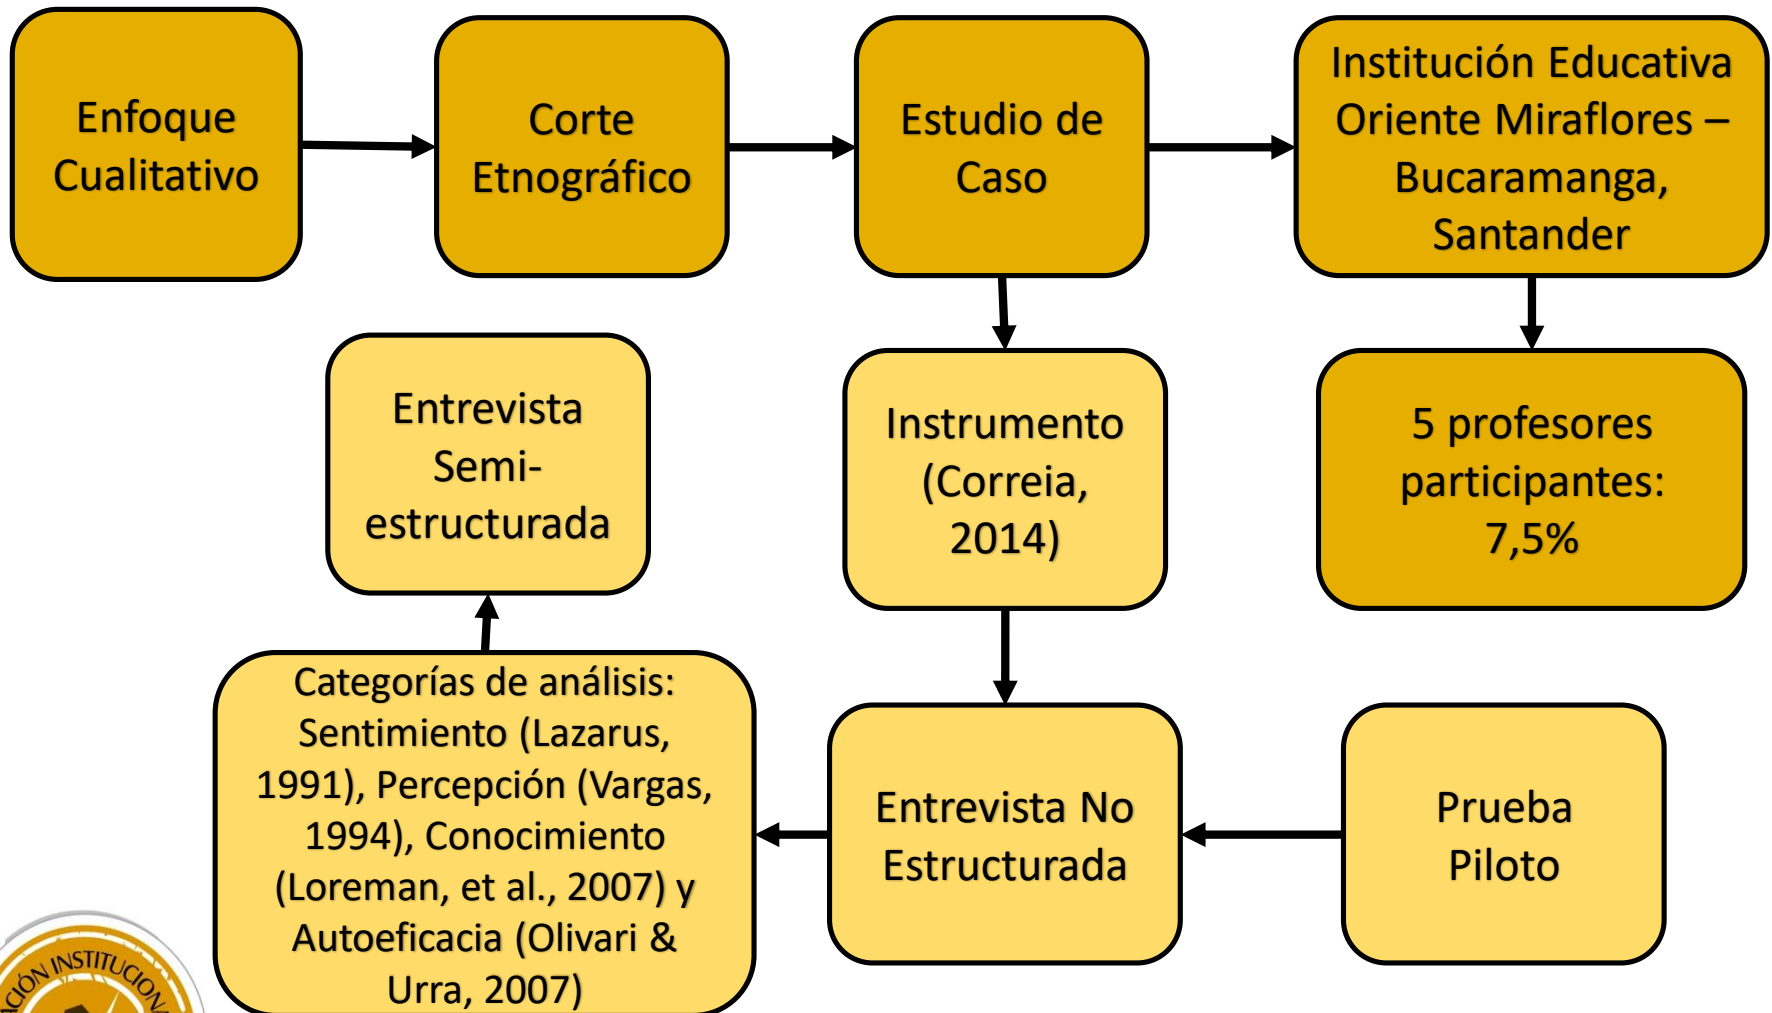 Enfoque
Cualitativo
Corte
Etnográfico
Estudio de
Caso
Institución Educativa
Oriente Miraflores –
Bucaramanga,
Santander
Entrevista
Semi-
estructurada
Instrumento
(Correia,
2014)
5 profesores
participantes:
7,5%
Categorías de análisis:
Sentimiento (Lazarus,
1991), Percepción (Vargas,
1994), Conocimiento
(Loreman, et al., 2007) y
Autoeficacia (Olivari &
Urra, 2007)
Entrevista No
Estructurada
Prueba
Piloto